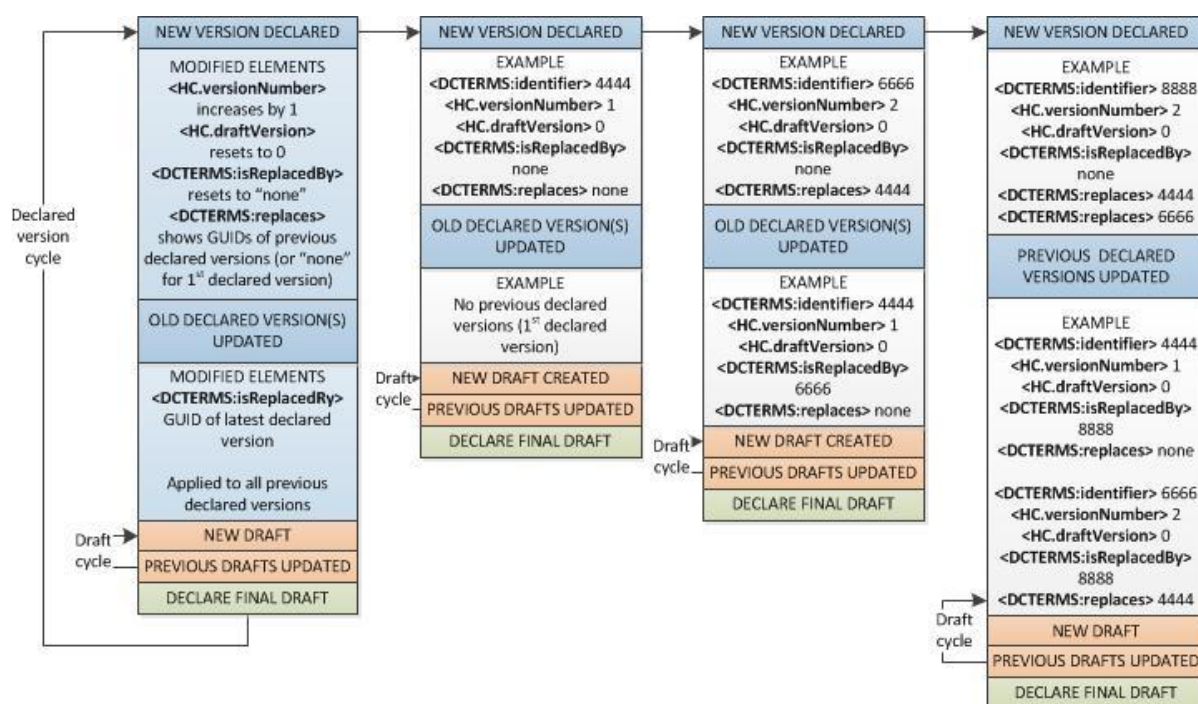 Declared
version
cycle
NEW VERSION DECLARED
MODIFIED ELEMENTS
<HC.versionNumber>
increases by 1
<HC.draftVersion>
resets to 0
<DCTERMS:isReplacedBy>
resets to “none”
<DCTERMS:replaces>
shows GUIDs of previous
declared versions (or “none”
for 1st declared version)
OLD DECLARED VERSION(S)
UPDATED
MODIFIED ELEMENTS
<DCTERMS:isReplacedRy>
GUID of latest declared
version
Applied to all previous
declared versions
Draft
cycle
NEW DRAFT
PREVIOUS DRAFTS UPDATED
DECLARE FINAL DRAFT
NEW VERSION DECLARED
EXAMPLE
<DCTERMS:identifier> 4444
<HC.versionNumber> 1
<HC.draftVersion> 0
<DCTERMS:isReplacedBy>
none
<DCTERMS:replaces> none
OLD DECLARED VERSION(S)
UPDATED
EXAMPLE
No previous declared
versions (1st declared
version)
Draft
cycle
NEW DRAFT CREATED
PREVIOUS DRAFTS UPDATED
DECLARE FINAL DRAFT
NEW VERSION DECLARED
EXAMPLE
<DCTERMS:identifier> 6666
<HC.versionNumber> 2
<HC.draftVersion> 0
<DCTERMS:isReplacedBy>
none
<DCTERMS:replaces> 4444
OLD DECLARED VERSION(S)
UPDATED
EXAMPLE
<DCTERMS:identifier> 4444
<HC.versionNumber> 1
<HC.draftVersion> 0
<DCTERMS:isReplacedBy>
6666
<DCTERMS:replaces> none
Draft
cycle
NEW DRAFT CREATED
PREVIOUS DRAFTS UPDATED
DECLARE FINAL DRAFT
NEW VERSION DECLARED
EXAMPLE
<DCTERMS:identifier> 8888
<HC.versionNumber> 2
<HC.draftVersion> 0
<DCTERMS:isReplacedBy>
none
<DCTERMS:replaces> 4444
<DCTERMS:replaces> 6666
PREVIOUS DECLARED
VERSIONS UPDATED
EXAMPLE
<DCTERMS:identifier> 4444
<HC.versionNumber> 1
<HC.draftVersion> 0
<DCTERMS:isReplacedBy>
8888
<DCTERMS:replaces> none
<DCTERMS:identifier> 6666
<HC.versionNumber> 2
<HC.draftVersion> 0
<DCTERMS:isReplacedBy>
8888
<DCTERMS:replaces> 4444
Draft
cycle
NEW DRAFT
PREVIOUS DRAFTS UPDATED
DECLARE FINAL DRAFT